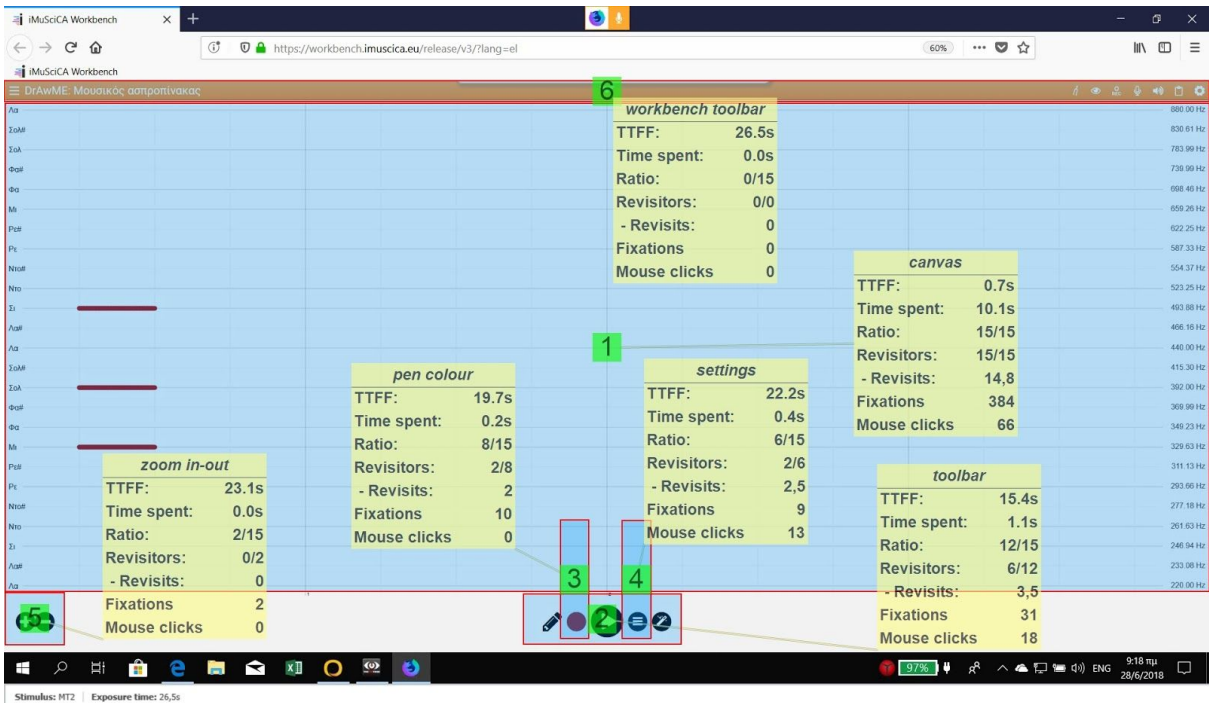 iMuSciCA Workbench
https://workbench.imuscica.eu/release/v3/?lang=el
60%
iMuSciCA Workbench
DrAwME: Μουσικός ασπροπίνακας
6
Λα 880.00 Hz
Σολ# 830.61 Hz
Σολ 783.99 Hz
Φα# 739.99 Hz
Φα 698.46 Hz
Μι 659.26 Hz
Ρε# 622.25 Hz
Ρε 587.33 Hz
Ντο# 554.37 Hz
Ντο 523.25 Hz
Σι 493.88 Hz
Λα# 466.16 Hz
Λα 440.00 Hz
Σολ# 415.30 Hz
Σολ 392.00 Hz
Φα# 369.99 Hz
Φα 349.23 Hz
Μι 329.63 Hz
Ρε# 311.13 Hz
Ρε 293.66 Hz
Ντο# 277.18 Hz
Ντο 261.63 Hz
Σι 246.94 Hz
Λα# 233.08 Hz
Λα 220.00 Hz
workbench toolbar
TTFF: 26.5s
Time spent: 0.0s
Ratio: 0/15
Revisitors: 0/0
- Revisits: 0
Fixations 0
Mouse clicks 0
canvas
TTFF: 0.7s
Time spent: 10.1s
Ratio: 15/15
Revisitors: 15/15
- Revisits: 14,8
Fixations 384
Mouse clicks 66
1
pen colour
TTFF: 19.7s
Time spent: 0.2s
Ratio: 8/15
Revisitors: 2/8
- Revisits: 2
Fixations 10
Mouse clicks 0
settings
TTFF: 22.2s
Time spent: 0.4s
Ratio: 6/15
Revisitors: 2/6
- Revisits: 2,5
Fixations 9
Mouse clicks 13
zoom in-out
TTFF: 23.1s
Time spent: 0.0s
Ratio: 2/15
Revisitors: 0/2
- Revisits: 0
Fixations 2
Mouse clicks 0
toolbar
TTFF: 15.4s
Time spent: 1.1s
Ratio: 12/15
Revisitors: 6/12
- Revisits: 3,5
Fixations 31
Mouse clicks 18
3
4
5
2
97%
ENG
9:18 πμ
28/6/2018
Stimulus: MT2 Exposure time: 26,5s